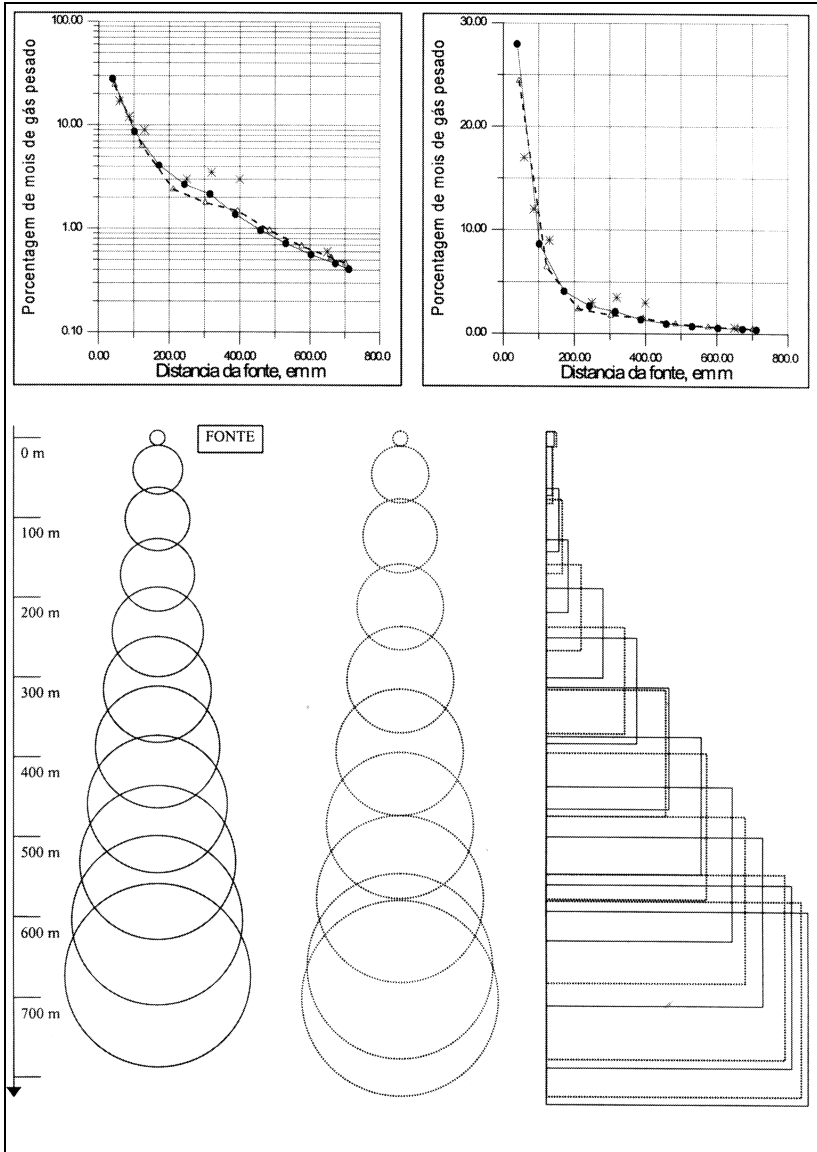 100.00
10.00
1.00
0.10
Porcentagem de mois de gás pesado
0.00 200.00 400.00 600.00 800.0
Distancia da fonte, em m
30.00
20.00
10.00
0.00
Porcentagem de mois de gás pesado
0.00 200.00 400.00 600.00 800.0
Distancia da fonte, em m
FONTE
0 m
100 m
200 m
300 m
400 m
500 m
600 m
700 m